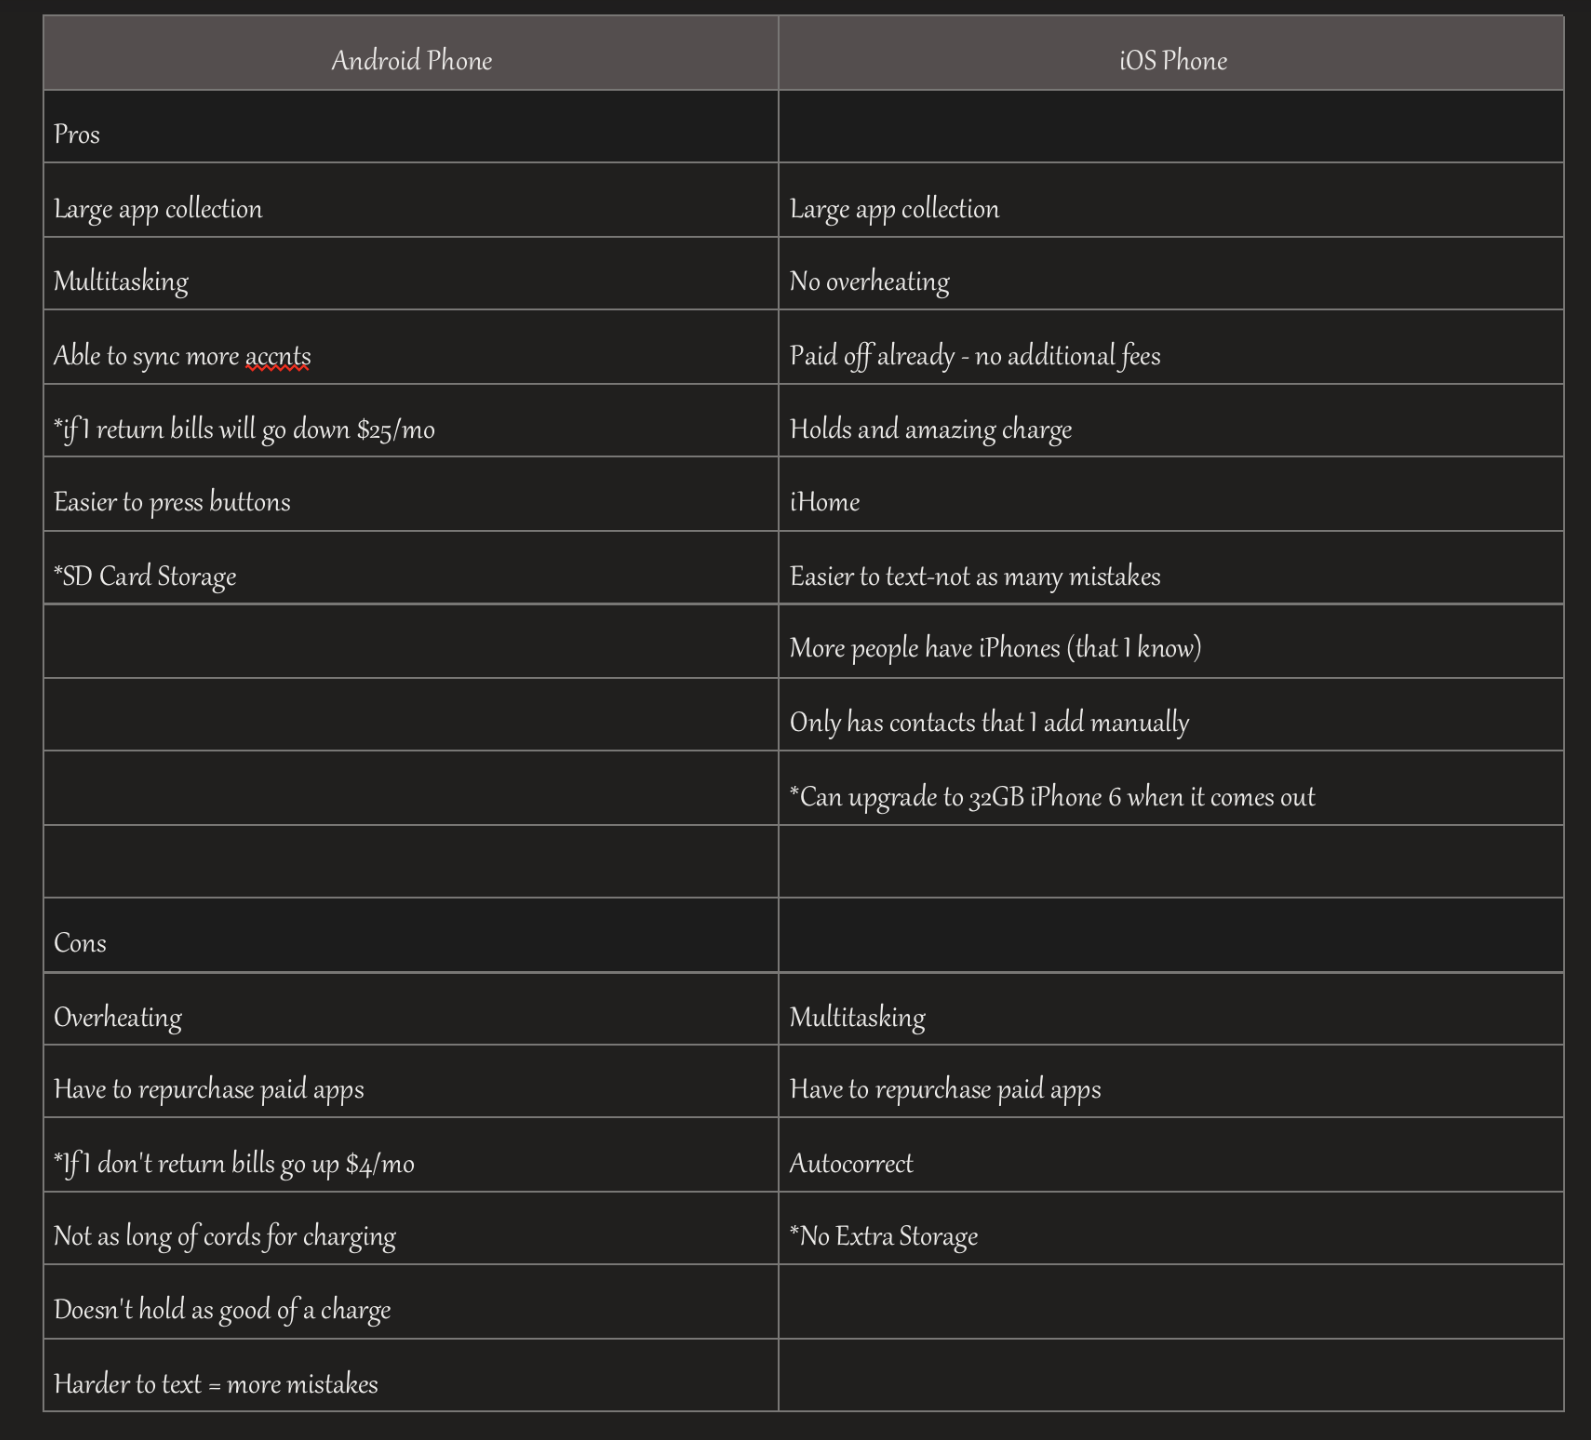 Android Phone
iOS Phone
Pros
Large app collection
Large app collection
Multitasking
No overheating
Able to sync more accnts
Paid off already - no additional fees
*if I return bills will go down $25/mo
Holds and amazing charge
Easier to press buttons
iHome
*SD Card Storage
Easier to text-not as many mistakes
More people have iPhones (that I know)
Only has contacts that I add manually
*Can upgrade to 32GB iPhone 6 when it comes out
Cons
Overheating
Multitasking
Have to repurchase paid apps
Have to repurchase paid apps
*If I don't return bills go up $4/mo
Autocorrect
Not as long of cords for charging
*No Extra Storage
Doesn't hold as good of a charge
Harder to text = more mistakes